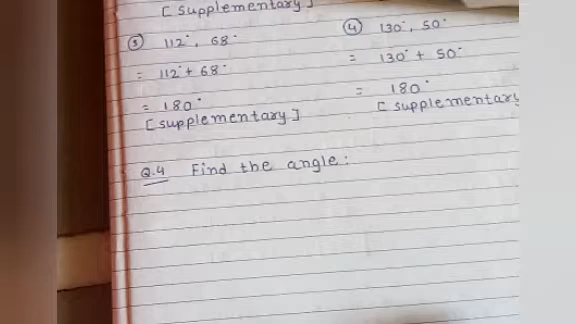 [supplementary]
③ 112°, 68°
= 112° + 68°
= 180°
[supplementary]
④ 130°, 50°
= 130° + 50°
= 180°
[supplementary
Q.4 Find the angle: